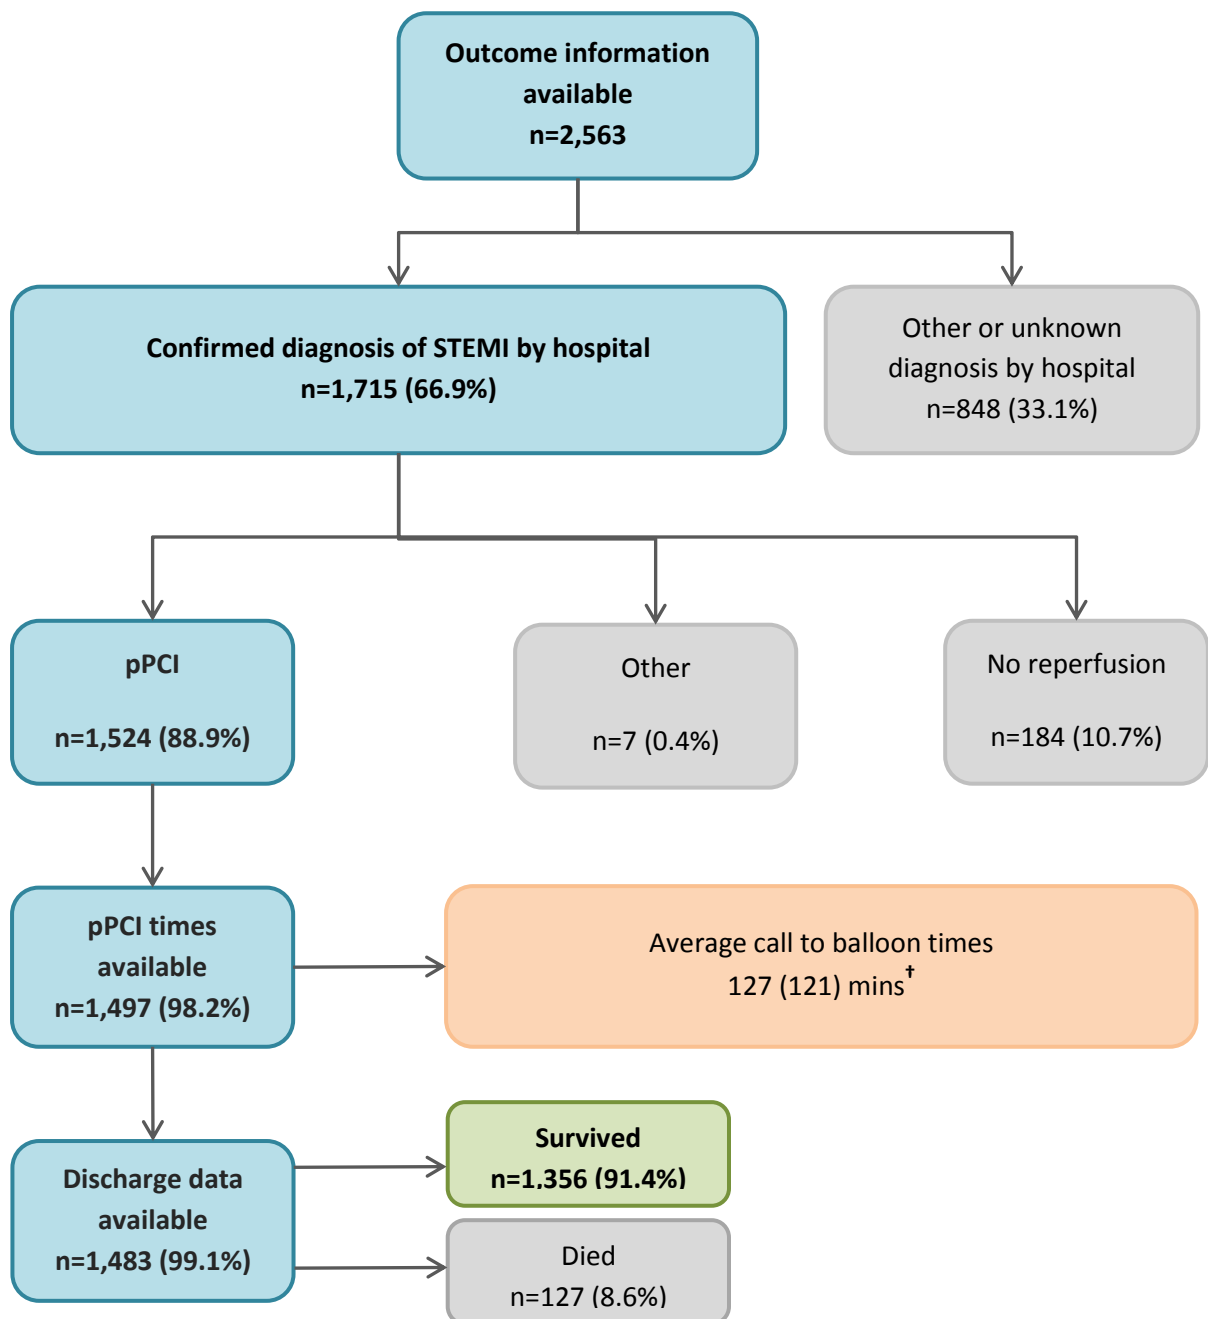 Outcome information
available
n=2,563
Confirmed diagnosis of STEMI by hospital
n=1,715 (66.9%)
Other or unknown
diagnosis by hospital
n=848 (33.1%)
pPCI
n=1,524 (88.9%)
Other
n=7 (0.4%)
No reperfusion
n=184 (10.7%)
pPCI times
available
n=1,497 (98.2%)
Average call to balloon times
127 (121) mins†
Discharge data
available
n=1,483 (99.1%)
Survived
n=1,356 (91.4%)
Died
n=127 (8.6%)